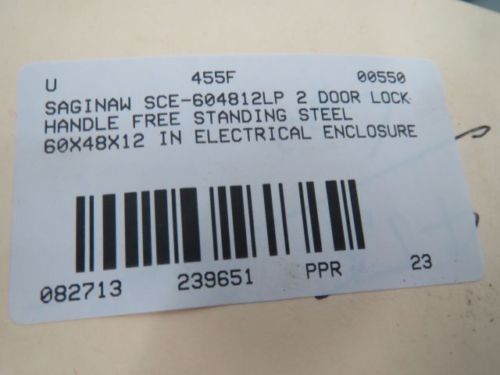 U 455F 00550
SAGINAW SCE-604812LP 2 DOOR LOCK
HANDLE FREE STANDING STEEL
60X48X12 IN ELECTRICAL ENCLOSURE
082713 239651 PPR 23